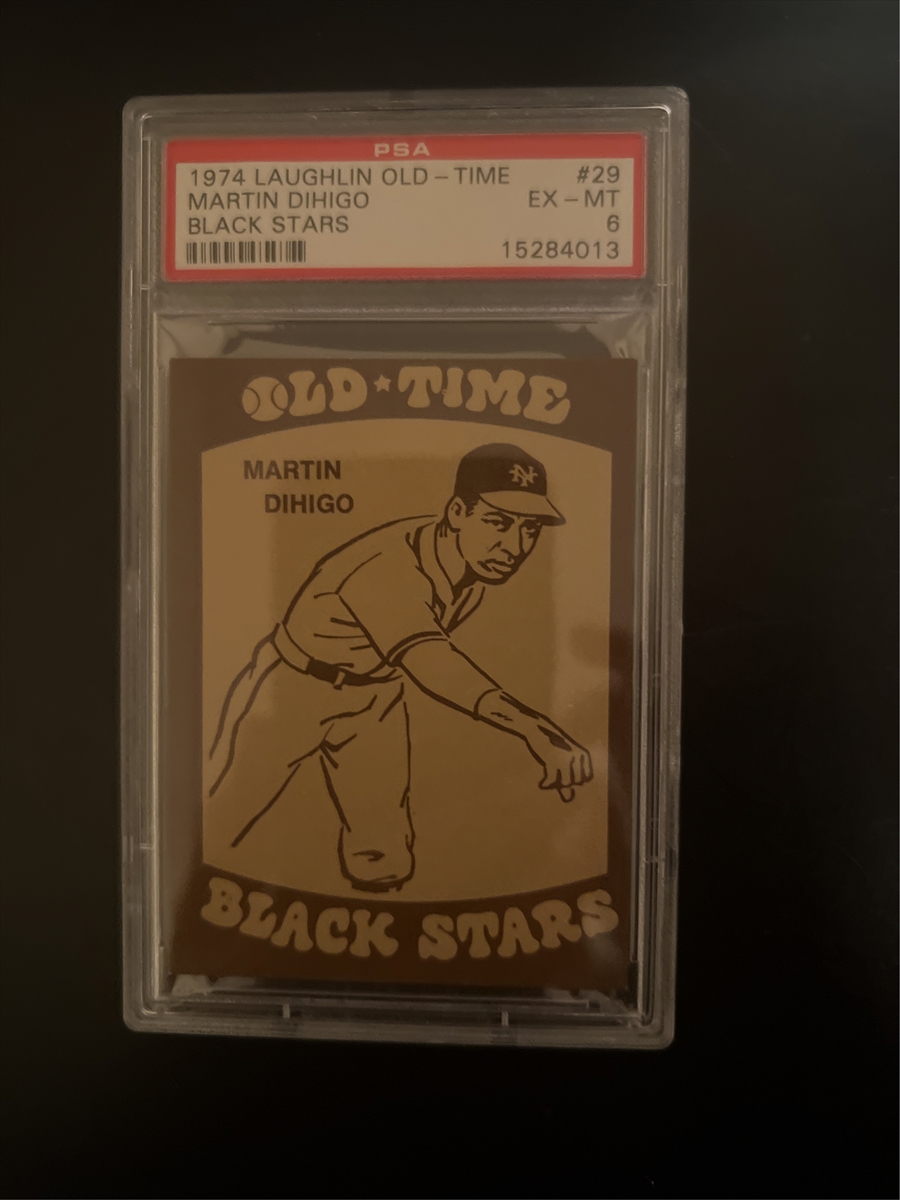 PSA
1974 LAUGHLIN OLD - TIME #29
MARTIN DIHIGO EX - MT
BLACK STARS 6
15284013
OLD ★ TIME
MARTIN
DIHIGO
NY
BLACK STARS